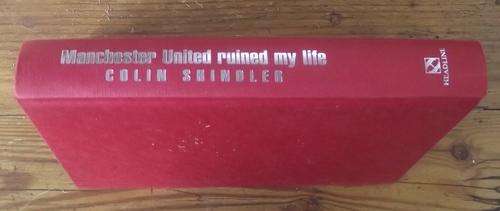 Manchester United ruined my life
COLIN SHINDLER
HEADLINE